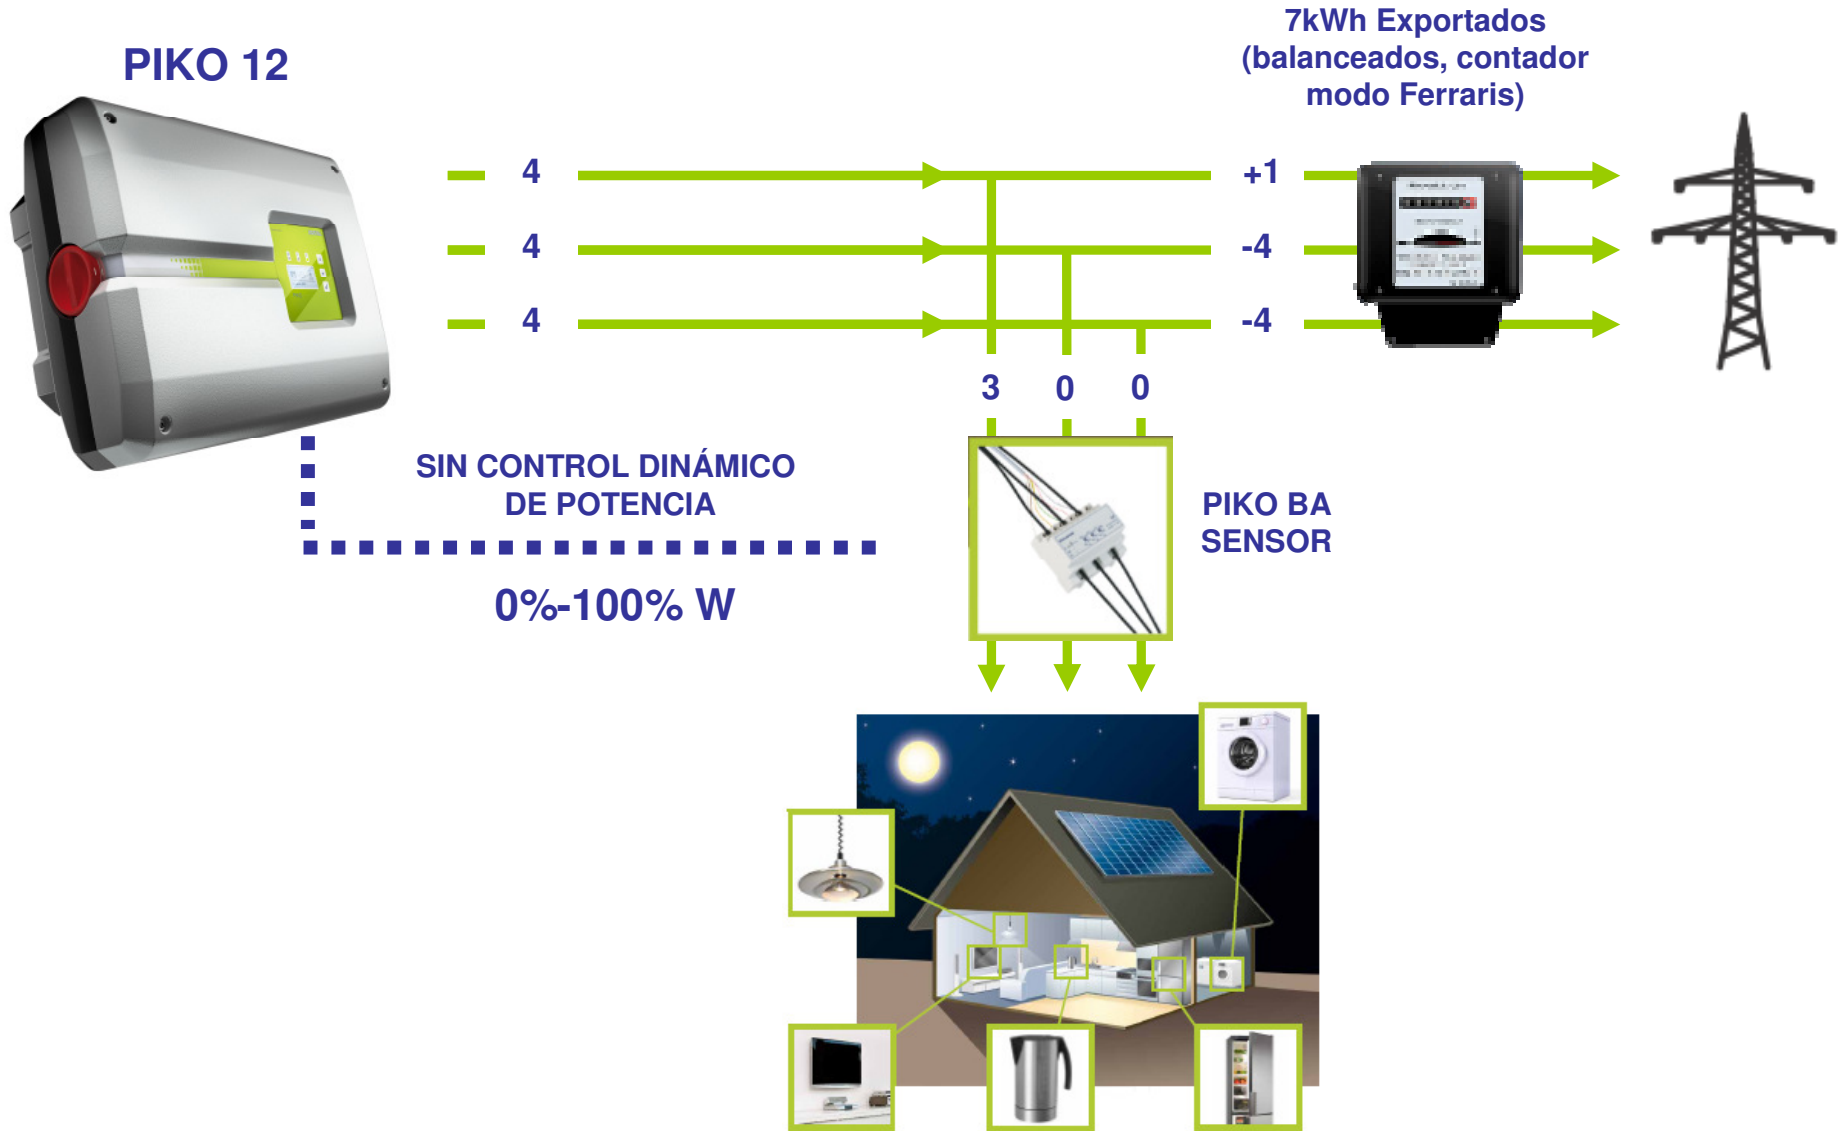 7kWh Exportados
(balanceados, contador
modo Ferraris)
PIKO 12
4
+1
4
-4
4
-4
3
0
0
SIN CONTROL DINÁMICO
DE POTENCIA
PIKO BA
SENSOR
0%-100% W